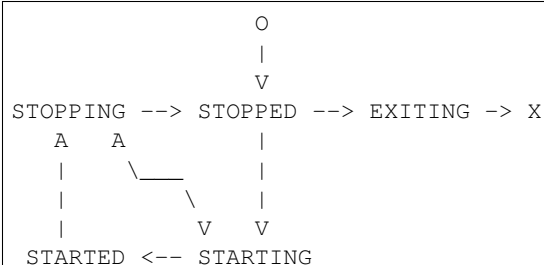 O
                 |
                 V
STOPPING --> STOPPED --> EXITING -> X
   A   A         |
   |    \___     |
   |        \    |
   |         V   V
 STARTED <-- STARTING